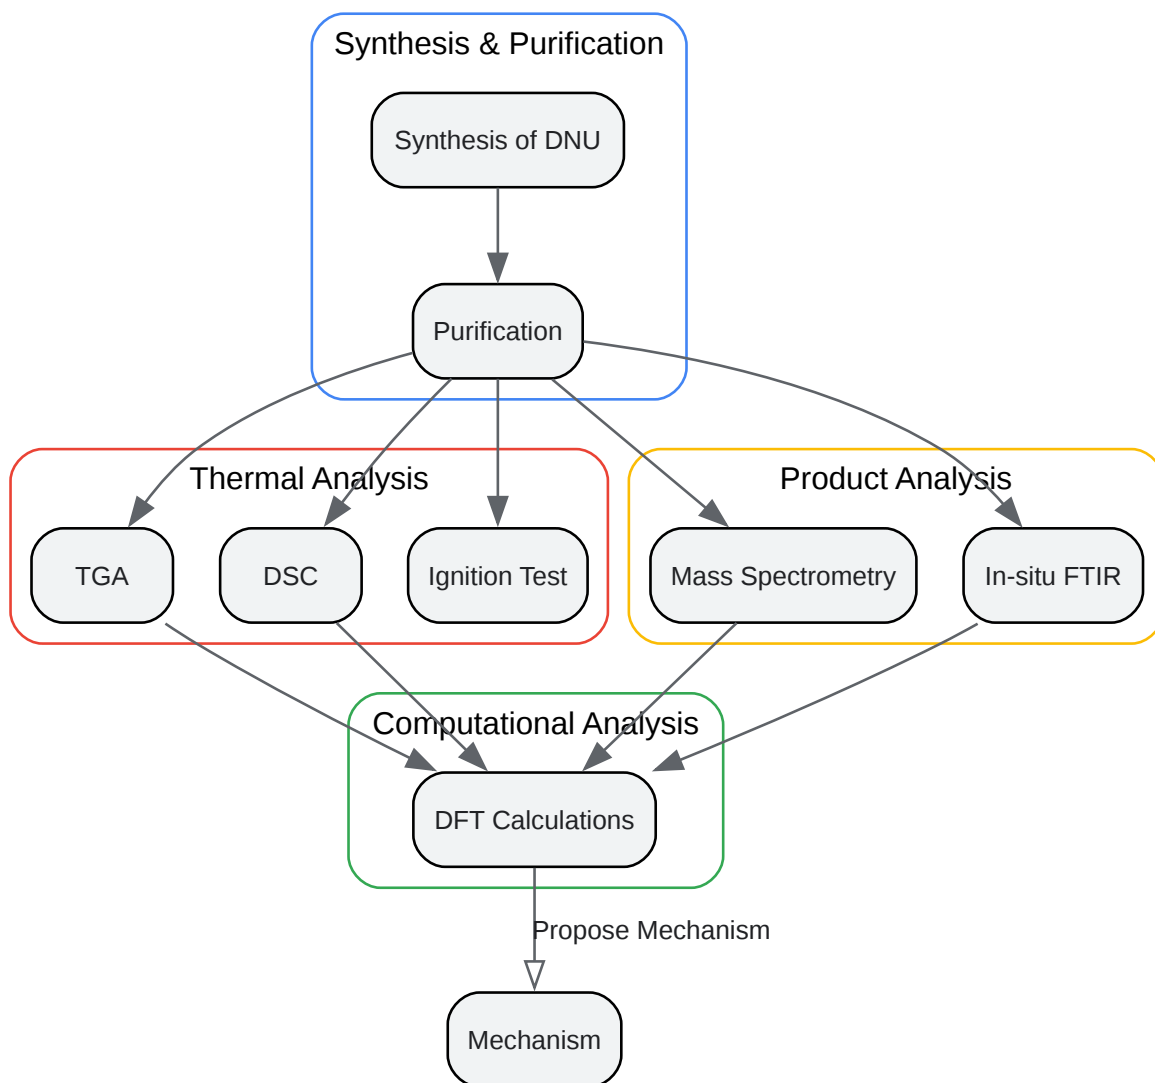 Synthesis & Purification
Synthesis of DNU
Purification
Thermal Analysis
Product Analysis
TGA
DSC
Ignition Test
Mass Spectrometry
In-situ FTIR
Computational Analysis
DFT Calculations
Propose Mechanism
Mechanism